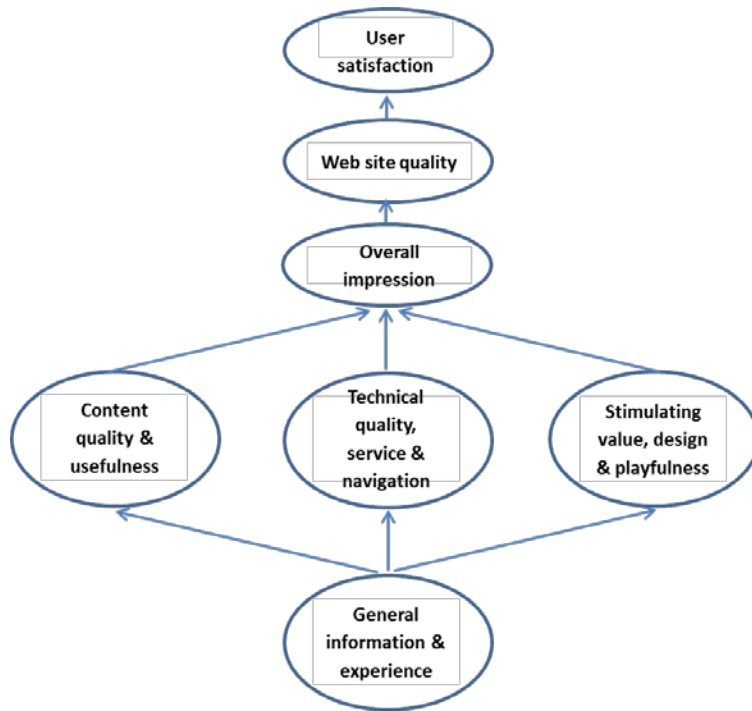 User
satisfaction
Web site quality
Overall
impression
Content
quality &
usefulness
Technical
quality,
service &
navigation
Stimulating
value, design
& playfulness
General
information &
experience